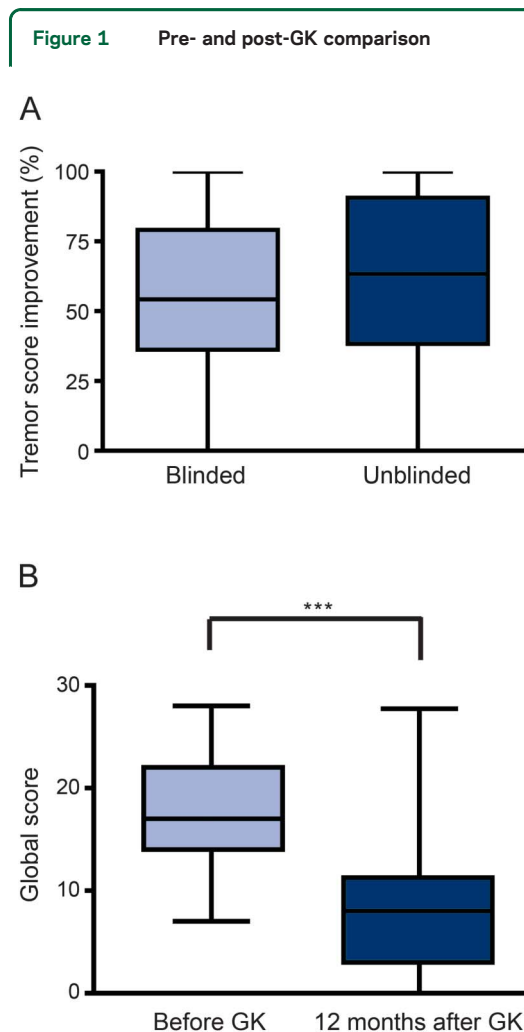 Figure 1 Pre- and post-GK comparison
A
Tremor score improvement (%)
100
75
50
25
0
Blinded Unblinded
B
***
Global score
30
20
10
0
Before GK 12 months after GK